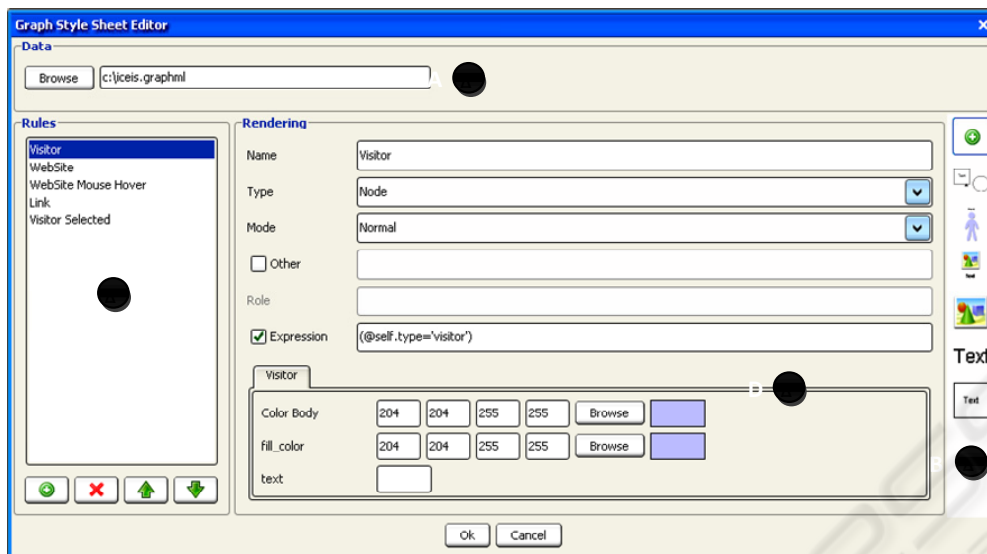 Graph Style Sheet Editor
Data
Browse c:\iceis.graphml
A
Rules
Visitor
WebSite
WebSite Mouse Hover
Link
Visitor Selected
Rendering
Name Visitor
Type Node
Mode Normal
Other
Role
Expression (@self.type='visitor')
Visitor
D
Color Body 204 204 255 255 Browse
fill_color 204 204 255 255 Browse
text
Text
Text
B
Ok Cancel